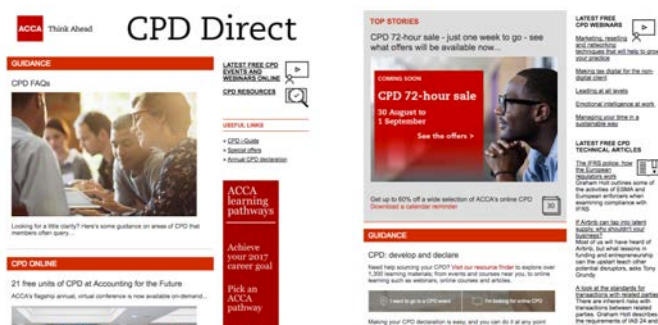 ACCA
Think Ahead
CPD Direct
GUIDANCE
CPD FAQs
Looking for a little clarity? Here's some guidance on areas of CPD that
members often query...
CPD ONLINE
21 free units of CPD at Accounting for the Future
ACCA's flagship annual, virtual conference is now available on-demand...
LATEST FREE CPD
EVENTS AND
WEBINARS ONLINE
CPD RESOURCES
USEFUL LINKS
» CPD i-Guide
» Special offers
» Annual CPD declaration
ACCA
learning
pathways
Achieve
your 2017
career goal
Pick an
ACCA
pathway
TOP STORIES
CPD 72-hour sale - just one week to go - see
what offers will be available now...
COMING SOON
CPD 72-hour sale
30 August to
1 September
See the offers >
Get up to 60% off a wide selection of ACCA's online CPD
Download a calendar reminder
30
GUIDANCE
CPD: develop and declare
Need help sourcing your CPD? Visit our resource finder to explore over
1,300 learning materials, from events and courses near you, to online
learning such as webinars, online courses and articles.
I want to go to a CPD event
I'm looking for online CPD
Making your CPD declaration is easy, and you can do it at any point
LATEST FREE
CPD WEBINARS
Marketing, reselling
and networking
techniques that will help to grow
your practice
Making tax digital for the non-
digital client
Leading at all levels
Emotional intelligence at work
Managing your time in a
sustainable way
LATEST FREE CPD
TECHNICAL ARTICLES
The IFRS police: how
the European
regulators work
Graham Holt outlines some of
the activities of ESMA and
European enforcers when
examining compliance with
IFRS
If Airbnb can tap into latent
supply, why shouldn't your
business?
Most of us will have heard of
Airbnb, but what lessons in
funding and entrepreneurship
can the upstart teach other
potential disruptors, asks Tony
Grundy
A look at the standards for
transactions with related parties
There are inherent risks with
transactions between related
parties. Graham Holt describes
the requirements of IAS 24 and